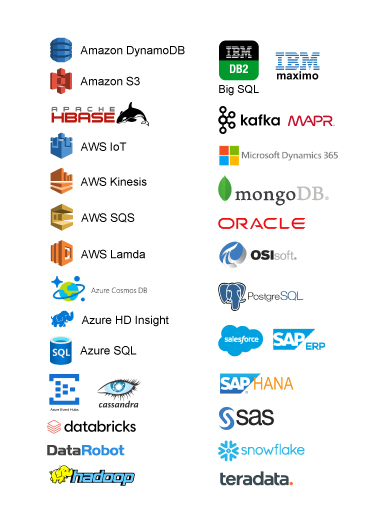 Amazon DynamoDB
Amazon S3
APACHE
HBASE
AWS IoT
AWS Kinesis
AWS SQS
AWS Lamda
Azure Cosmos DB
Azure HD Insight
SQL
Azure SQL
Azure Event Hubs
cassandra
databricks
DataRobot
hadoop
IBM
DB2
Big SQL
IBM
maximo
kafka
MAPR.
Microsoft Dynamics 365
mongoDB.
ORACLE
OSIsoft.
PostgreSQL
salesforce
SAP ERP
SAP HANA
sas
snowflake
teradata.